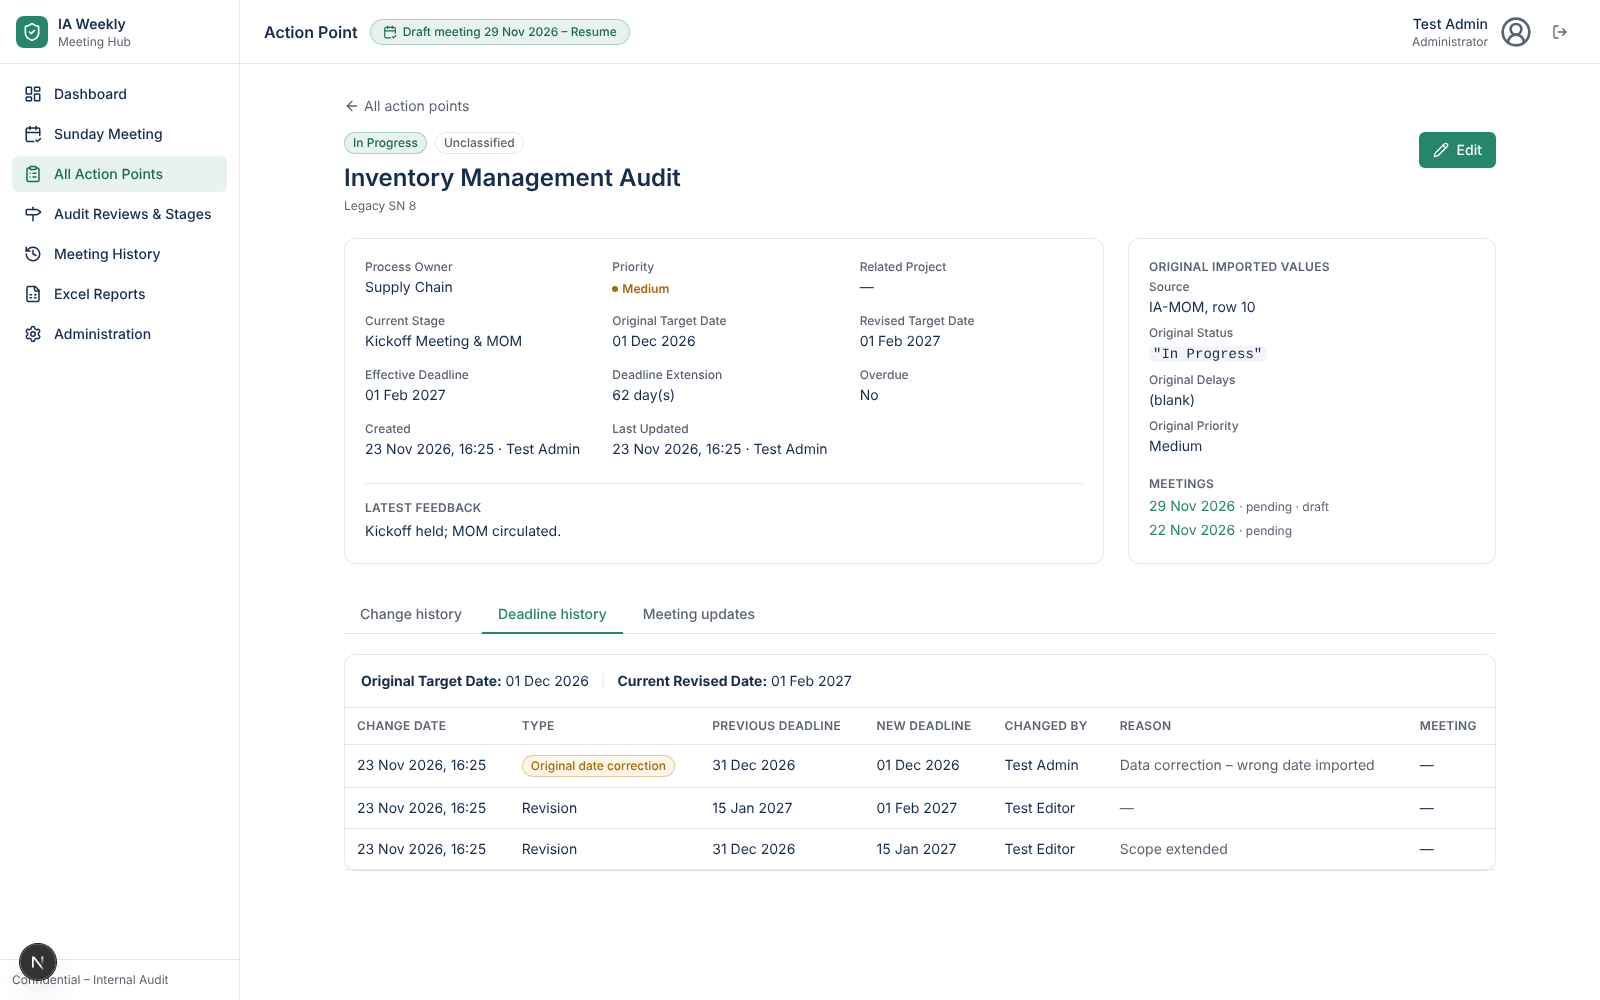 IA Weekly
Meeting Hub
Action Point
Draft meeting 29 Nov 2026 – Resume
Test Admin
Administrator
Dashboard
Sunday Meeting
All Action Points
Audit Reviews & Stages
Meeting History
Excel Reports
Administration
All action points
In Progress
Unclassified
Edit
Inventory Management Audit
Legacy SN 8
Process Owner
Supply Chain
Priority
Medium
Related Project
—
Current Stage
Kickoff Meeting & MOM
Original Target Date
01 Dec 2026
Revised Target Date
01 Feb 2027
Effective Deadline
01 Feb 2027
Deadline Extension
62 day(s)
Overdue
No
Created
23 Nov 2026, 16:25 · Test Admin
Last Updated
23 Nov 2026, 16:25 · Test Admin
LATEST FEEDBACK
Kickoff held; MOM circulated.
ORIGINAL IMPORTED VALUES
Source
IA-MOM, row 10
Original Status
"In Progress"
Original Delays
(blank)
Original Priority
Medium
MEETINGS
29 Nov 2026 · pending · draft
22 Nov 2026 · pending
Change history
Deadline history
Meeting updates
Original Target Date: 01 Dec 2026
Current Revised Date: 01 Feb 2027
CHANGE DATE TYPE PREVIOUS DEADLINE NEW DEADLINE CHANGED BY REASON MEETING
23 Nov 2026, 16:25 Original date correction 31 Dec 2026 01 Dec 2026 Test Admin Data correction – wrong date imported —
23 Nov 2026, 16:25 Revision 15 Jan 2027 01 Feb 2027 Test Editor — —
23 Nov 2026, 16:25 Revision 31 Dec 2026 15 Jan 2027 Test Editor Scope extended —
N
– Internal Audit